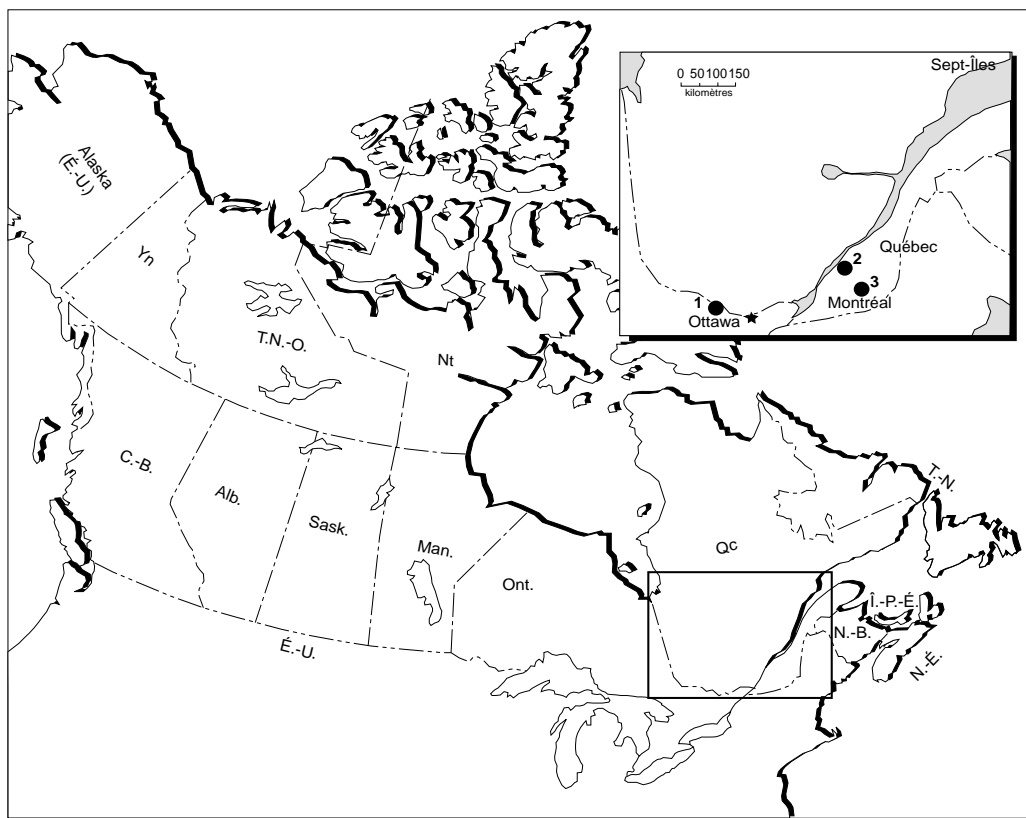 Sept-Îles
0 50100150
kilomètres
Québec
2
3
Montréal
1
Ottawa
Alaska
(É.-U.)
Yn
T.N.-O.
Nt
C.-B.
Alb.
Sask.
Man.
Ont.
Qc
T.-N.
Î.-P.-É.
N.-B.
N.-É.
É.-U.